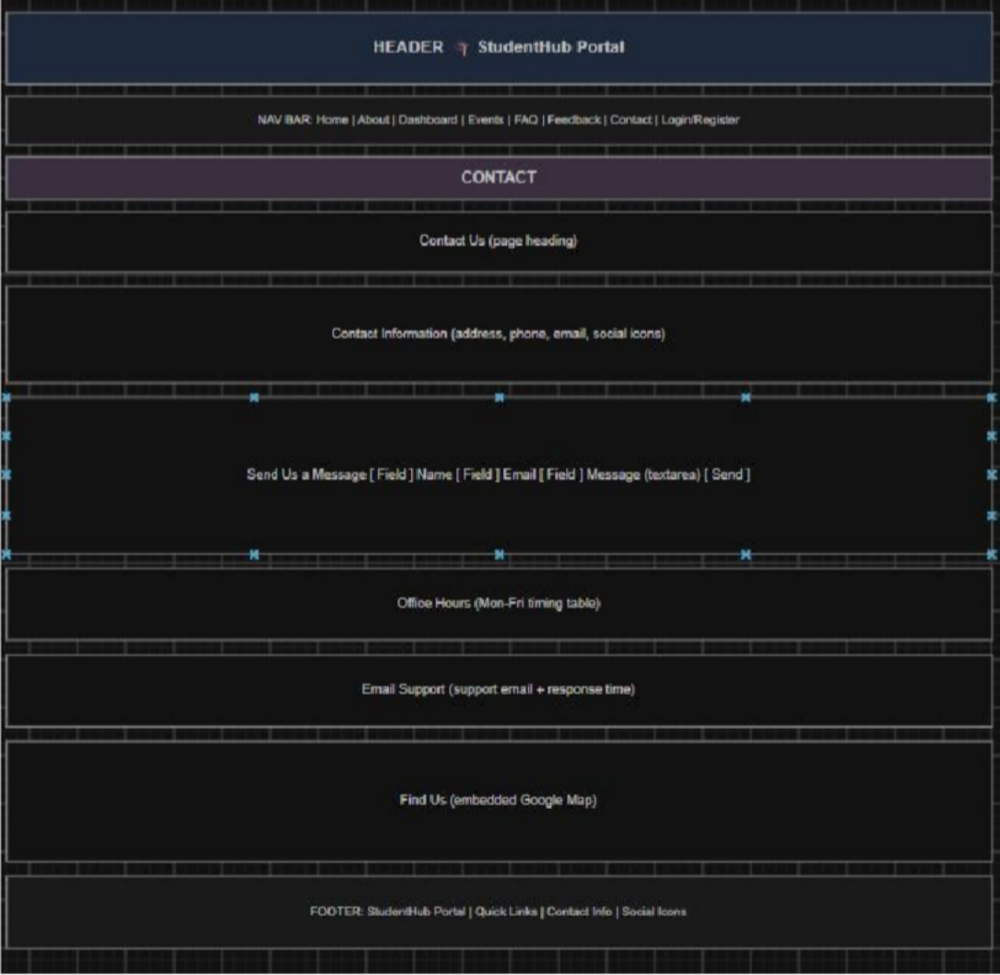 HEADER StudentHub Portal
NAV BAR: Home | About | Dashboard | Events | FAQ | Feedback | Contact | Login/Register
CONTACT
Contact Us (page heading)
Contact Information (address, phone, email, social icons)
Send Us a Message [ Field ] Name [ Field ] Email [ Field ] Message (textarea) [ Send ]
Office Hours (Mon-Fri timing table)
Email Support (support email + response time)
Find Us (embedded Google Map)
FOOTER: StudentHub Portal | Quick Links | Contact Info | Social Icons